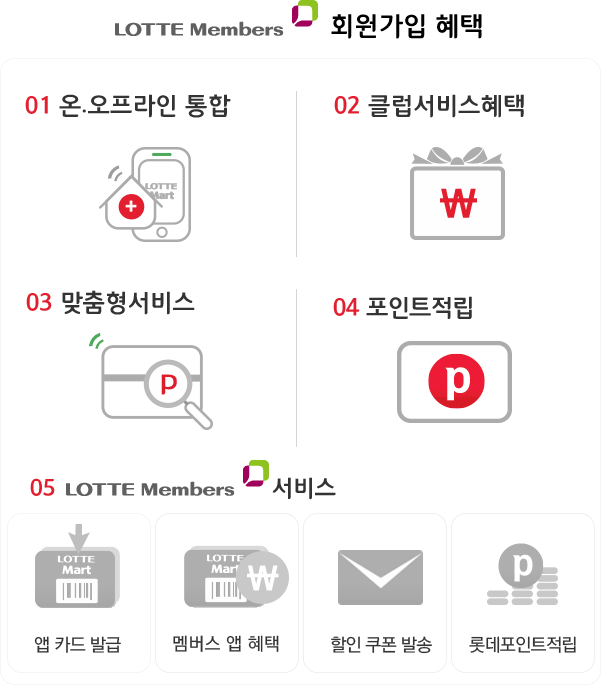 LOTTE Members 회원가입 혜택
01 온.오프라인 통합
02 클럽서비스혜택
LOTTE
Mart
₩
03 맞춤형서비스
04 포인트적립
P
p
05 LOTTE Members 서비스
LOTTE
Mart
앱 카드 발급
LOTTE
Mart
₩
멤버스 앱 혜택
할인 쿠폰 발송
p
롯데포인트적립